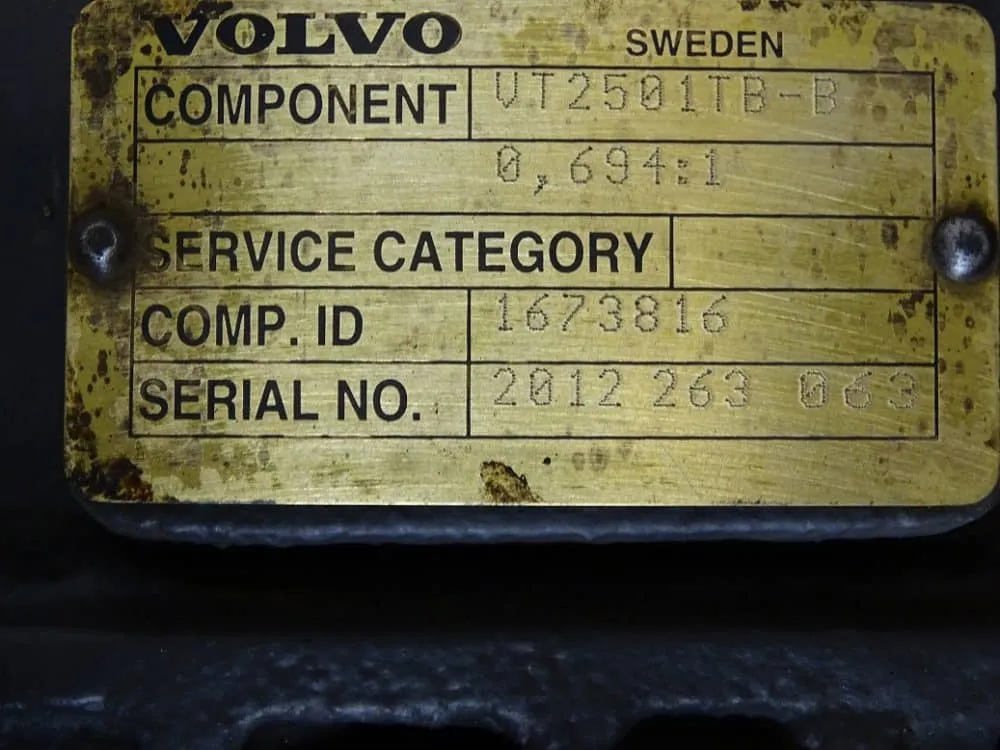 VOLVO SWEDEN
COMPONENT VT2501TB-B
0,694:1
SERVICE CATEGORY
COMP. ID 1673816
SERIAL NO. 2012 263 063